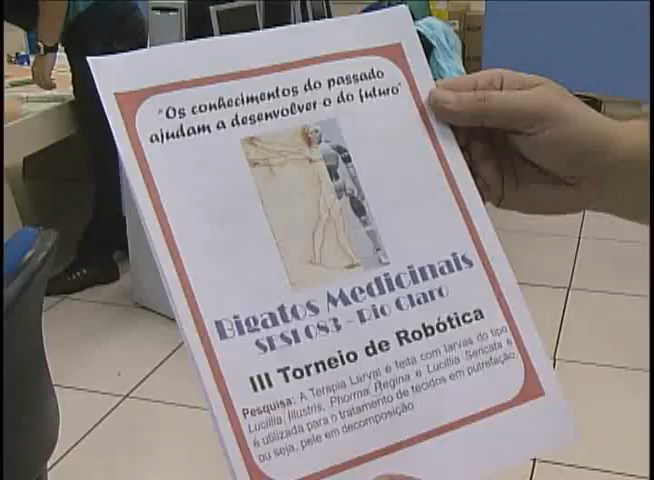 "Os conhecimentos do passado
ajudam a desenvolver o do futuro"
Bigatos Medicinais
SESI 083 - Rio Claro
III Torneio de Robótica
Pesquisa: A Terapia Larval é feita com larvas do tipo
Lucillia Illustris, Phorma Regina e Lucillia Sericata e
é utilizada para o tratamento de tecidos em putrefação,
ou seja, pele em decomposição